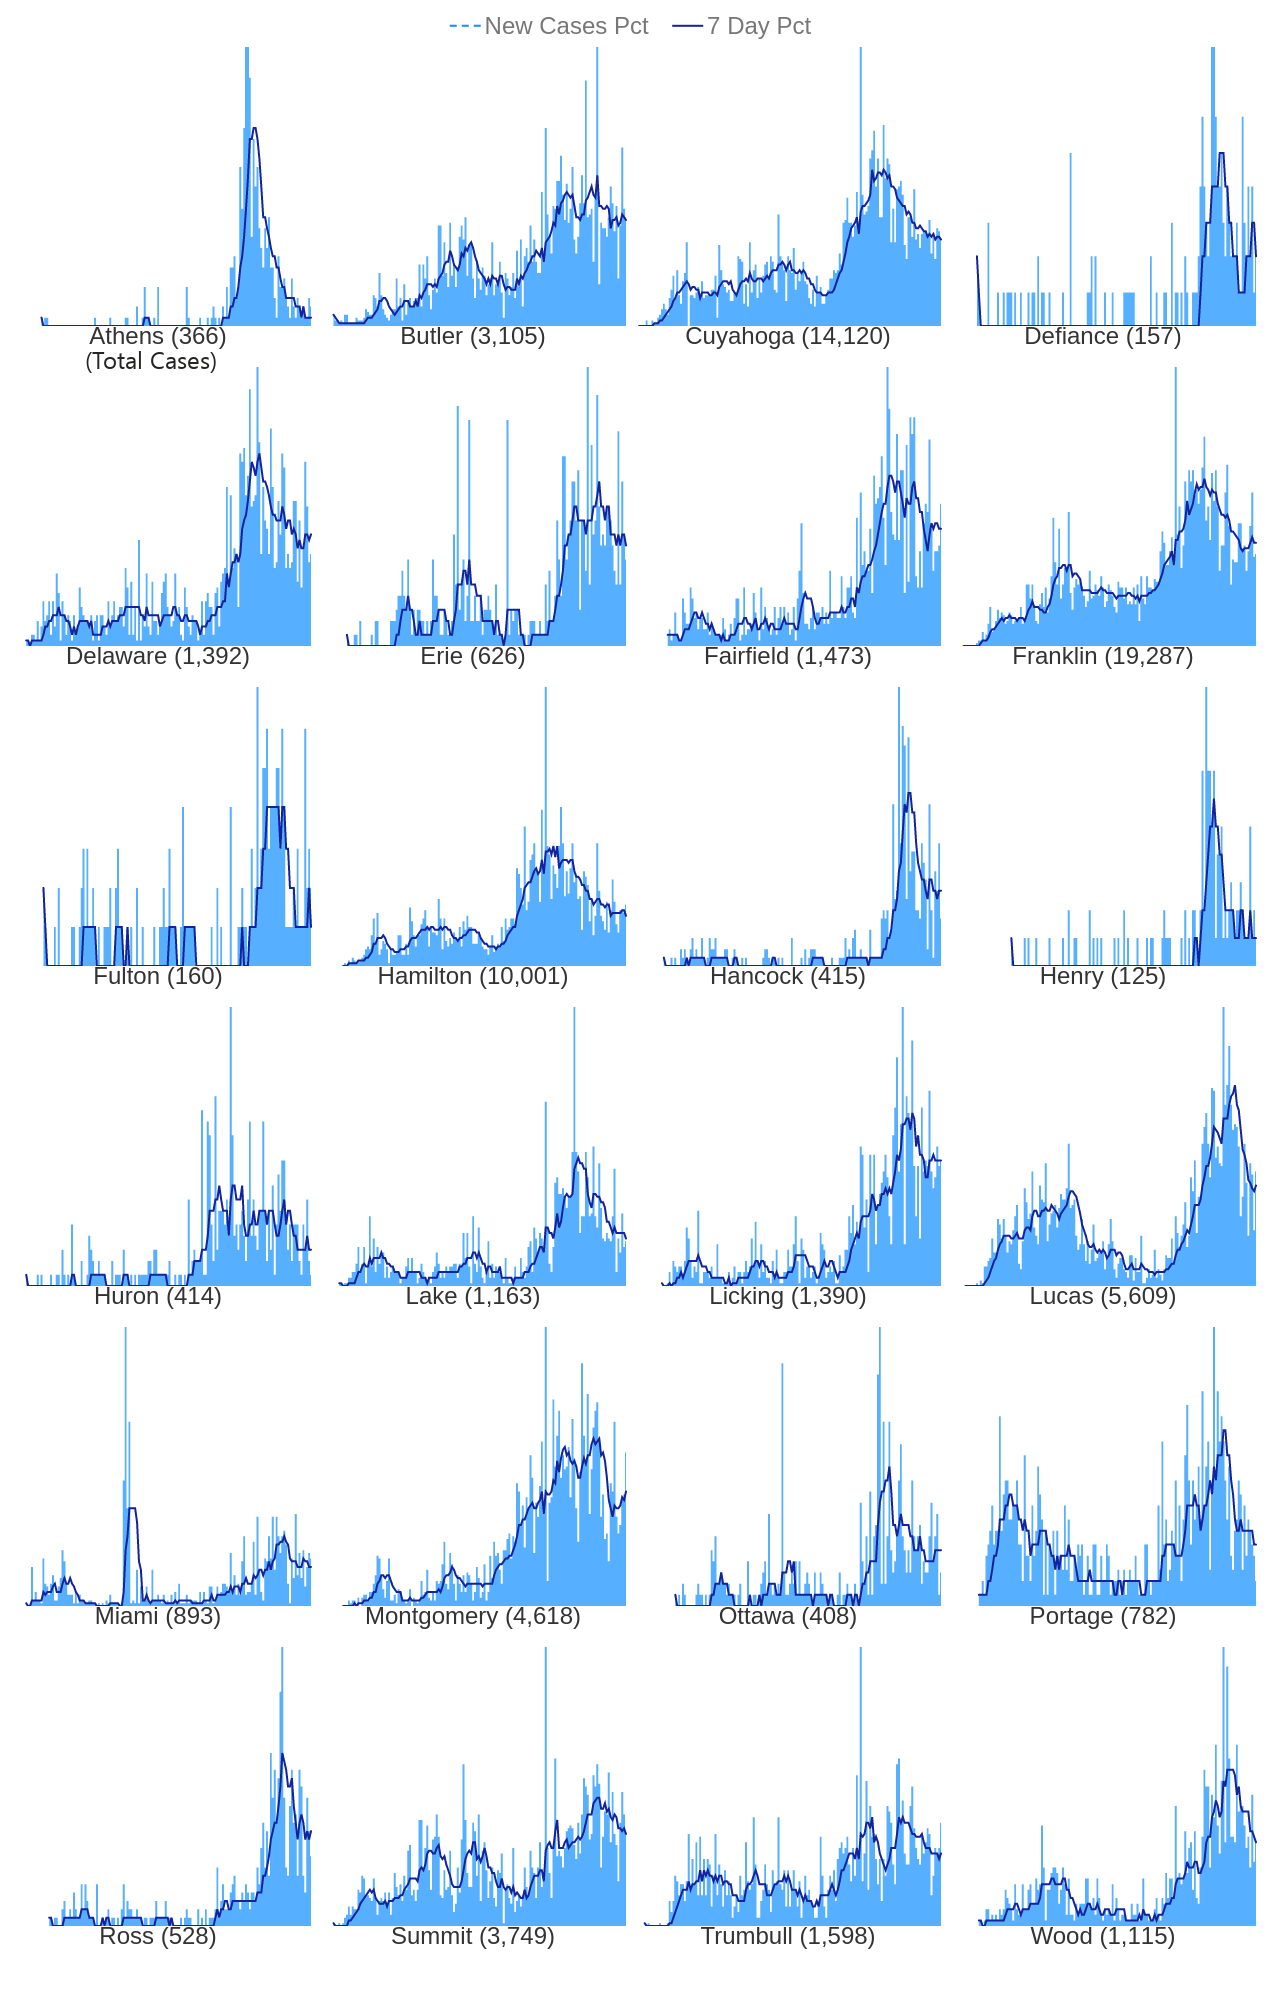 New Cases Pct 7 Day Pct
Athens (366) Butler (3,105) Cuyahoga (14,120) Defiance (157)
(Total Cases)
Delaware (1,392) Erie (626) Fairfield (1,473) Franklin (19,287)
Fulton (160) Hamilton (10,001) Hancock (415) Henry (125)
Huron (414) Lake (1,163) Licking (1,390) Lucas (5,609)
Miami (893) Montgomery (4,618) Ottawa (408) Portage (782)
Ross (528) Summit (3,749) Trumbull (1,598) Wood (1,115)